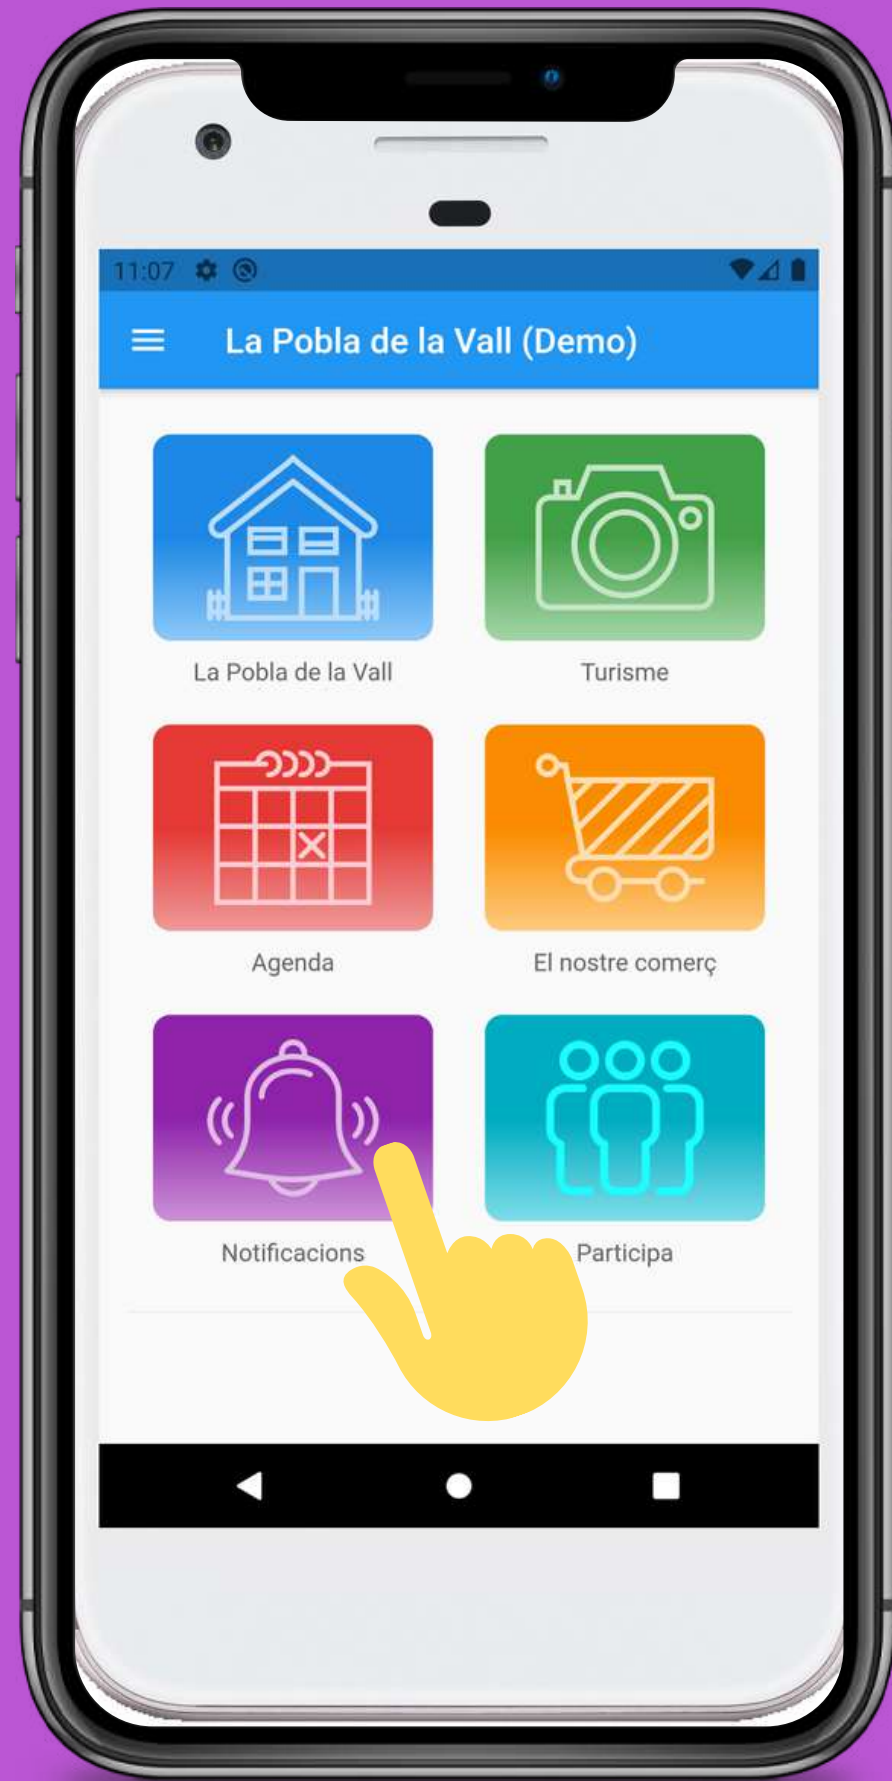 11:07
La Pobla de la Vall (Demo)
La Pobla de la Vall
Turisme
Agenda
El nostre comerç
Notificacions
Participa